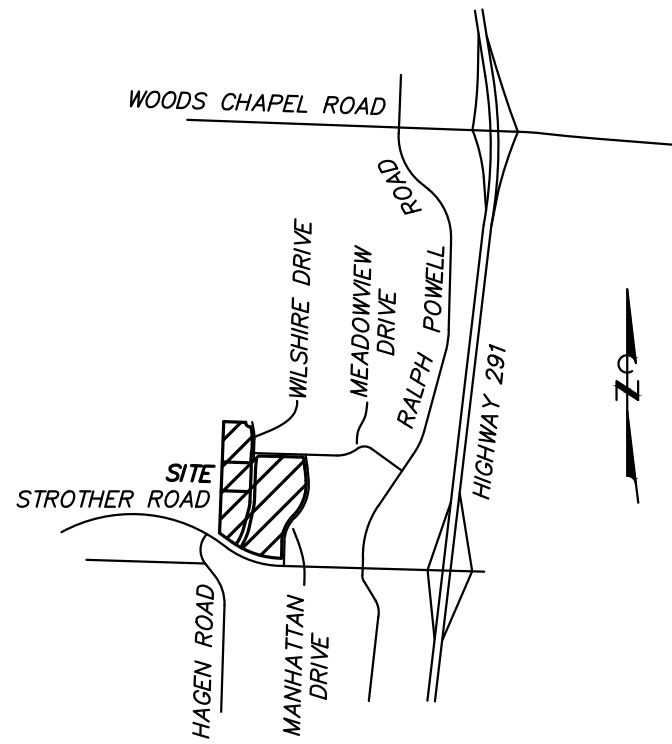 WOODS CHAPEL ROAD
ROAD
WILSHIRE DRIVE
MEADOWVIEW
DRIVE
RALPH POWELL
HIGHWAY 291
N
SITE
STROTHER ROAD
HAGEN ROAD
MANHATTAN
DRIVE